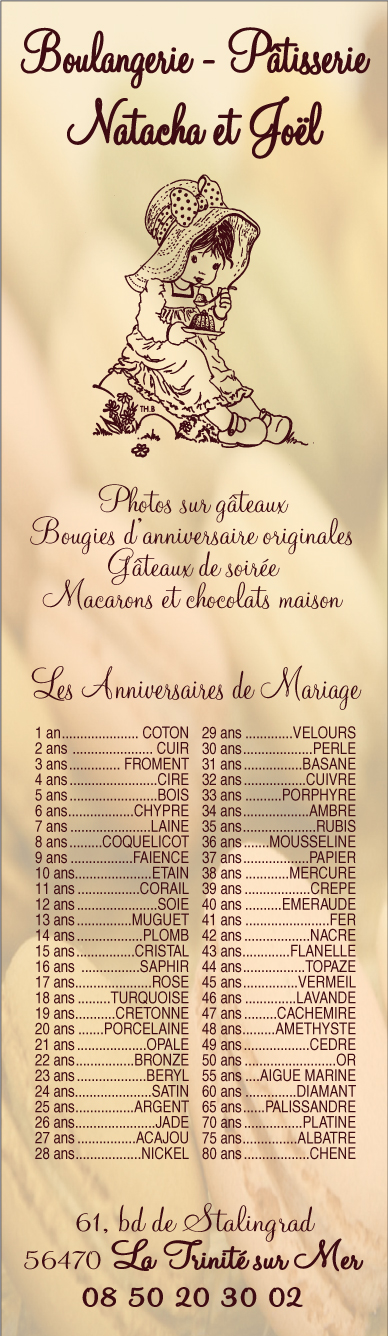 Boulangerie - Pâtisserie
Natacha et Joël
TH.B
Photos sur gâteaux
Bougies d'anniversaire originales
Gâteaux de soirée
Macarons et chocolats maison
Les Anniversaires de Mariage
1 an..................... COTON
2 ans ...................... CUIR
3 ans.............. FROMENT
4 ans........................CIRE
5 ans........................BOIS
6 ans..................CHYPRE
7 ans ......................LAINE
8 ans.........COQUELICOT
9 ans .................FAIENCE
10 ans.....................ETAIN
11 ans.................CORAIL
12 ans......................SOIE
13 ans...............MUGUET
14 ans...................PLOMB
15 ans................CRISTAL
16 ans ................SAPHIR
17 ans.....................ROSE
18 ans .........TURQUOISE
19 ans...........CRETONNE
20 ans .......PORCELAINE
21 ans.......................OPALE
22 ans................BRONZE
23 ans ...................BERYL
24 ans.....................SATIN
25 ans................ARGENT
26 ans......................JADE
27 ans ................ACAJOU
28 ans..................NICKEL
29 ans .............VELOURS
30 ans...................PERLE
31 ans ................BASANE
32 ans .................CUIVRE
33 ans ..........PORPHYRE
34 ans..................AMBRE
35 ans....................RUBIS
36 ans .......MOUSSELINE
37 ans ..................PAPIER
38 ans ............MERCURE
39 ans ..................CREPE
40 ans ..........EMERAUDE
41 ans ........................FER
42 ans ..................NACRE
43 ans.............FLANELLE
44 ans .................TOPAZE
45 ans...............VERMEIL
46 ans ..............LAVANDE
47 ans .........CACHEMIRE
48 ans.........AMETHYSTE
49 ans ..................CEDRE
50 ans ..........................OR
55 ans ....AIGUE MARINE
60 ans ...............DIAMANT
65 ans......PALISSANDRE
70 ans ................PLATINE
75 ans...............ALBATRE
80 ans ..................CHENE
61, bd de Stalingrad
56470 La Trinité sur Mer
08 50 20 30 02